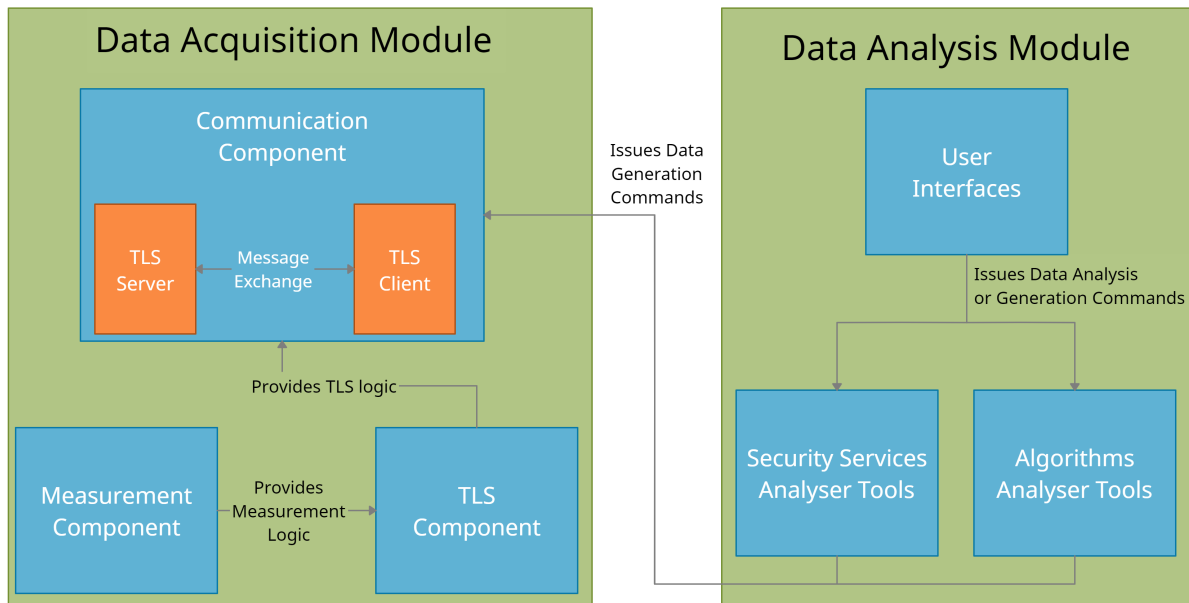 Data Acquisition Module
Communication
Component
TLS
Server
Message
Exchange
TLS
Client
Provides TLS logic
Measurement
Component
Provides
Measurement
Logic
TLS
Component
Issues Data
Generation
Commands
Data Analysis Module
User
Interfaces
Issues Data Analysis
or Generation Commands
Security Services
Analyser Tools
Algorithms
Analyser Tools